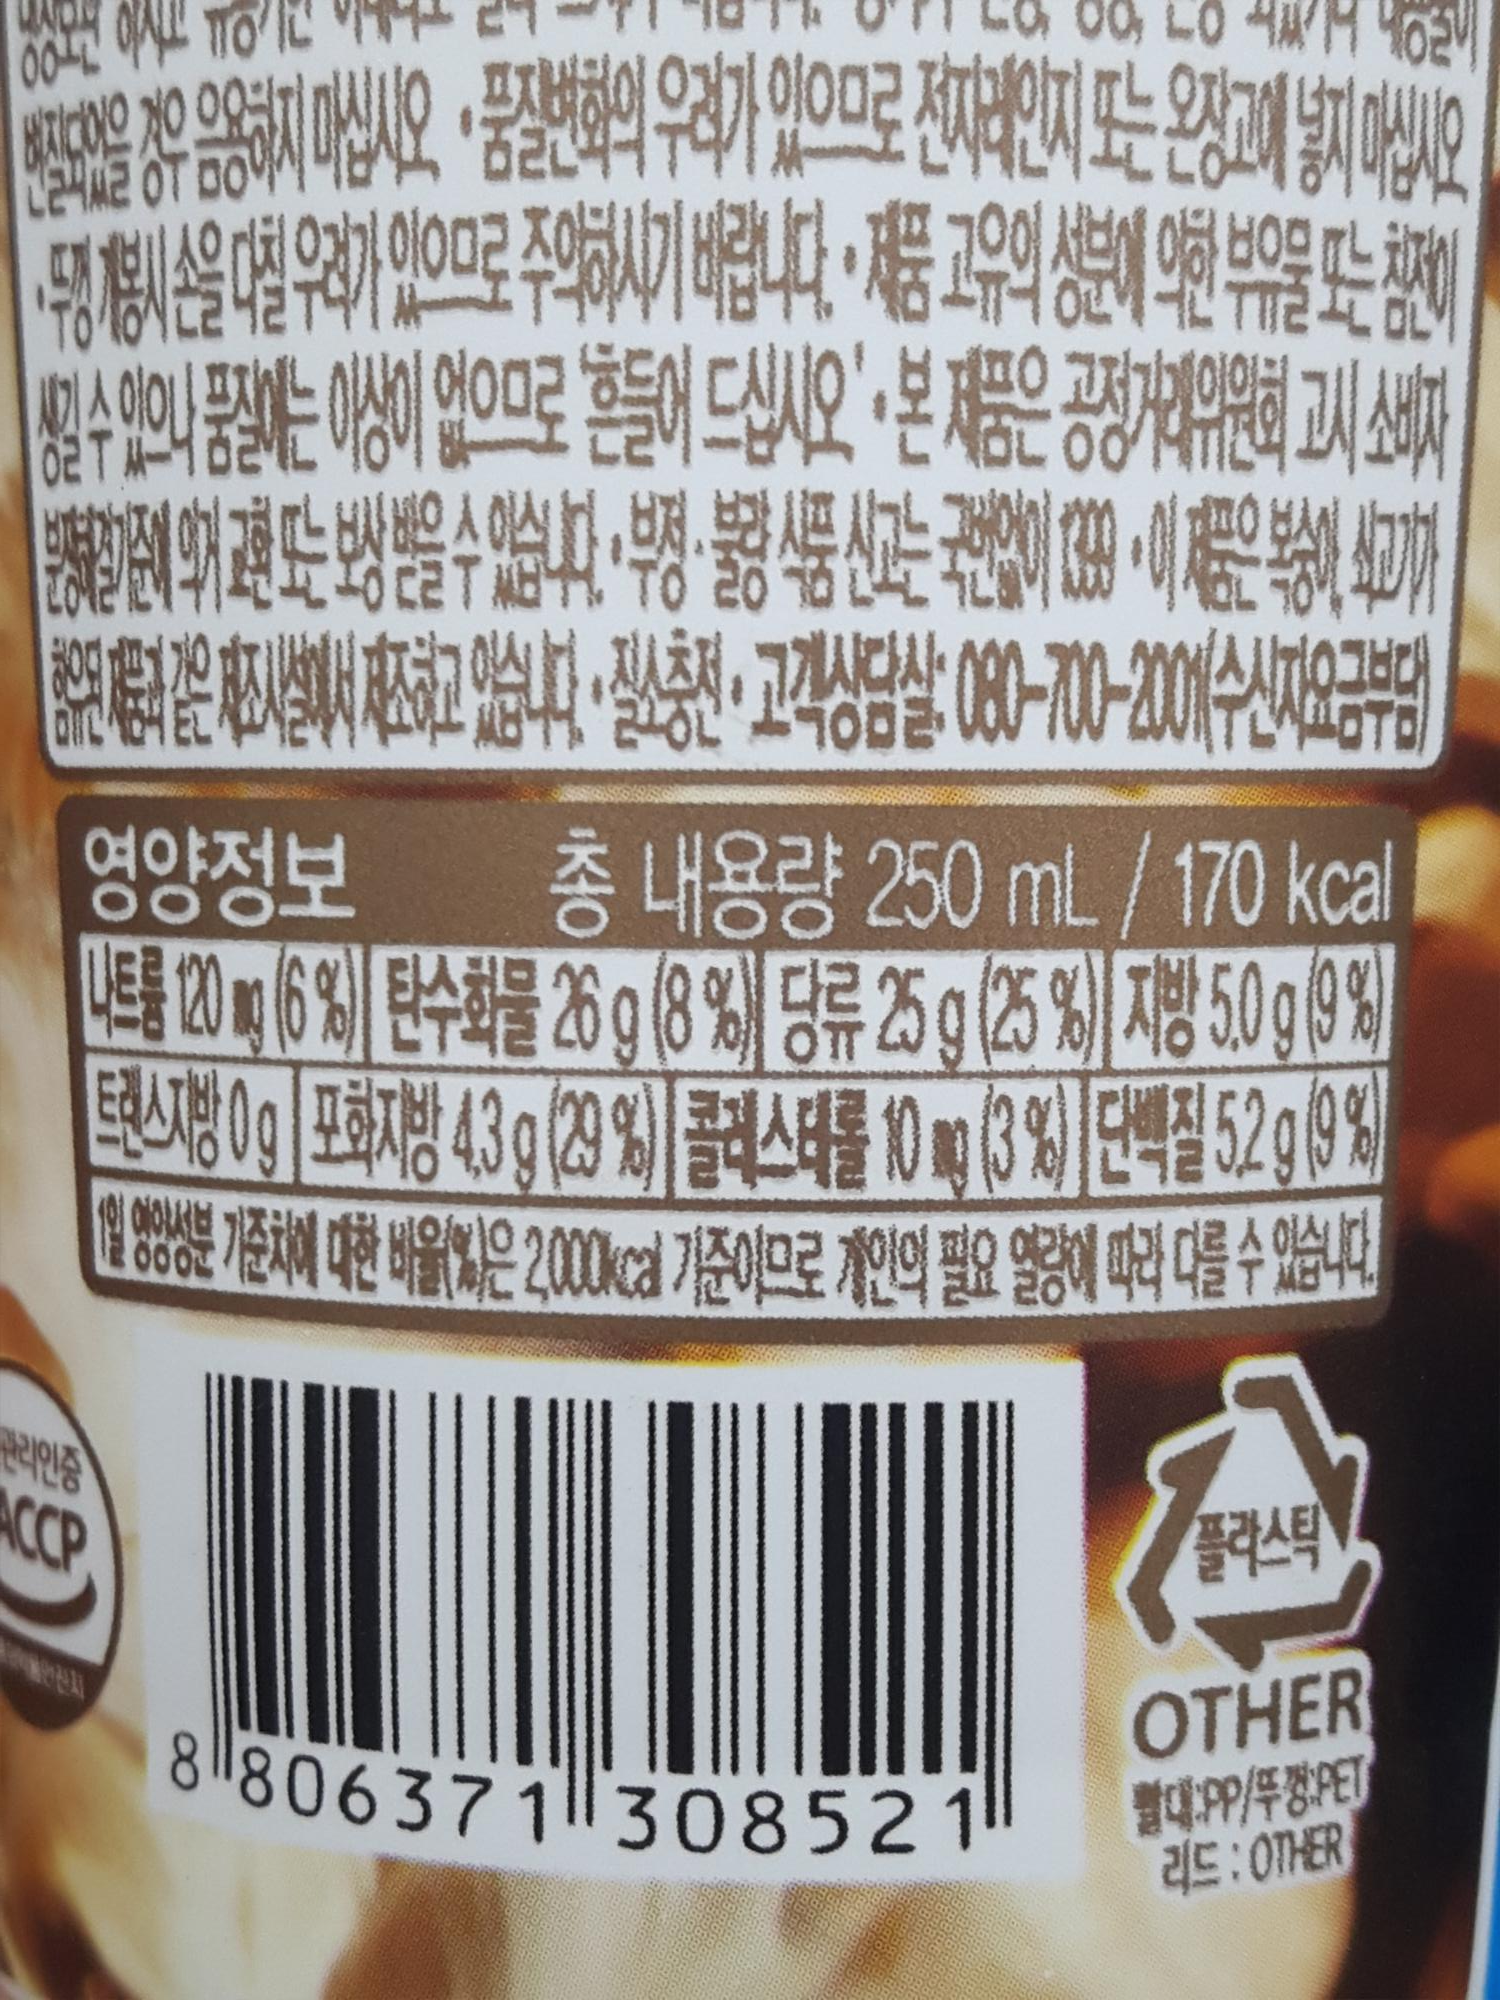 변질되었을 경우 음용하지 마십시오 •품질변화의 우려가 있으므로 전자레인지 또는 온장고에 넣지 마십시오
•뚜껑 개봉시 손을 다칠 우려가 있으므로 주의하시기 바랍니다. •제품 고유의 성분에 의한 부유물 또는 침전이
생길 수 있으나 품질에는 이상이 없으므로 '흔들어 드십시오' •본 제품은 공정거래위원회 고시 소비자
분쟁해결기준에 의거 교환 또는 보상 받을 수 있습니다. •부정·불량 식품 신고는 국번없이 1399 •이 제품은 복숭아, 쇠고기가
함유된 제품과 같은 제조시설에서 제조하고 있습니다. •질소충전 •고객상담실: 080-700-2001(수신자요금부담)
영양정보 총 내용량 250 mL / 170 kcal
나트륨 120 mg (6 %) 탄수화물 26 g (8 %) 당류 25 g (25 %) 지방 5.0 g (9 %)
트랜스지방 0 g 포화지방 4.3 g (29 %) 콜레스테롤 10 mg (3 %) 단백질 5.2 g (9 %)
1일 영양성분 기준치에 대한 비율(%)은 2,000kcal 기준이므로 개인의 필요 열량에 따라 다를 수 있습니다.
관리인증
ACCP
플라스틱
OTHER
빨대:PP/뚜껑:PET
리드 : OTHER
8 806371 308521